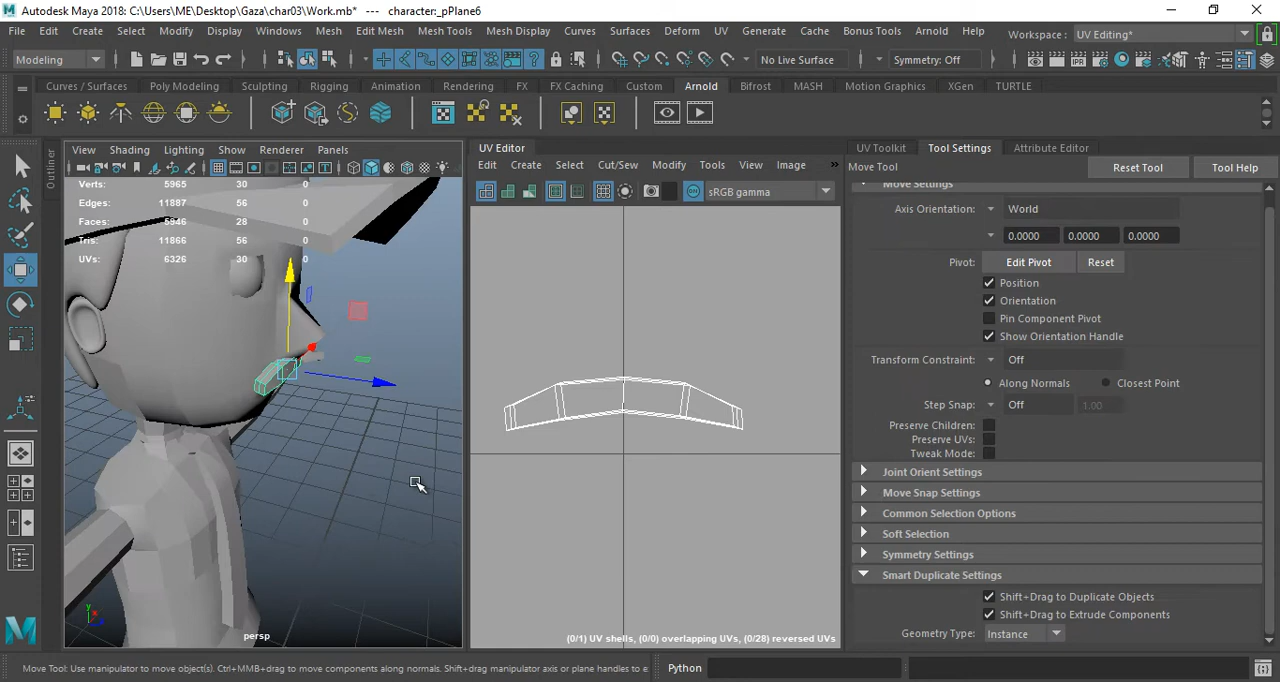 Autodesk Maya 2018: C:\Users\ME\Desktop\Gaza\char03\Work.mb* --- character:_pPlane6
File Edit Create Select Modify Display Windows Mesh Edit Mesh Mesh Tools Mesh Display Curves Surfaces Deform UV Generate Cache Bonus Tools Arnold Help Workspace : UV Editing*
Modeling No Live Surface Symmetry: Off
Curves / Surfaces Poly Modeling Sculpting Rigging Animation Rendering FX FX Caching Custom Arnold Bifrost MASH Motion Graphics XGen TURTLE
IPR
Outliner
View Shading Lighting Show Renderer Panels
UV Editor
UV Toolkit Tool Settings Attribute Editor
Edit Create Select Cut/Sew Modify Tools View Image »
Move Tool Reset Tool Tool Help
Move Settings
ON sRGB gamma
Verts: 5965 30 0
Edges: 11887 56 0
Faces: 5946 28 0
Tris: 11866 56 0
UVs: 6326 30 0
Axis Orientation: World
0.0000 0.0000 0.0000
Pivot: Edit Pivot Reset
Position
Orientation
Pin Component Pivot
Show Orientation Handle
Transform Constraint: Off
Along Normals Closest Point
Step Snap: Off 1.00
Preserve Children:
Preserve UVs:
Tweak Mode:
Joint Orient Settings
Move Snap Settings
Common Selection Options
Soft Selection
Symmetry Settings
Smart Duplicate Settings
Shift+Drag to Duplicate Objects
Shift+Drag to Extrude Components
Geometry Type: Instance
y
persp
(0/1) UV shells, (0/0) overlapping UVs, (0/28) reversed UVs
Move Tool: Use manipulator to move object(s). Ctrl+MMB+drag to move components along normals. Shift+drag manipulator axis or plane handles to e
Python